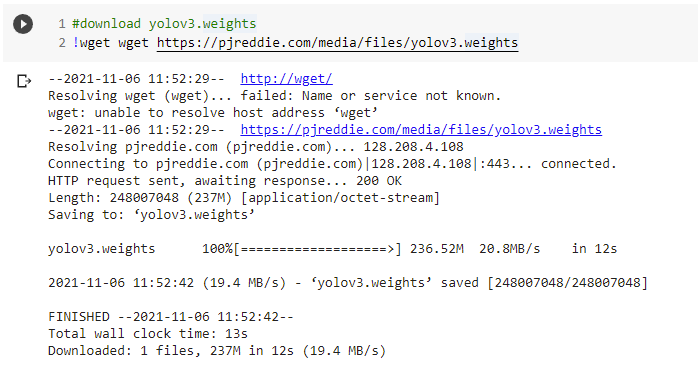 1 #download yolov3.weights
2 !wget wget https://pjreddie.com/media/files/yolov3.weights
--2021-11-06 11:52:29--  http://wget/
Resolving wget (wget)... failed: Name or service not known.
wget: unable to resolve host address ‘wget’
--2021-11-06 11:52:29--  https://pjreddie.com/media/files/yolov3.weights
Resolving pjreddie.com (pjreddie.com)... 128.208.4.108
Connecting to pjreddie.com (pjreddie.com)|128.208.4.108|:443... connected.
HTTP request sent, awaiting response... 200 OK
Length: 248007048 (237M) [application/octet-stream]
Saving to: ‘yolov3.weights’
yolov3.weights      100%[===================>] 236.52M  20.8MB/s    in 12s
2021-11-06 11:52:42 (19.4 MB/s) - ‘yolov3.weights’ saved [248007048/248007048]
FINISHED --2021-11-06 11:52:42--
Total wall clock time: 13s
Downloaded: 1 files, 237M in 12s (19.4 MB/s)